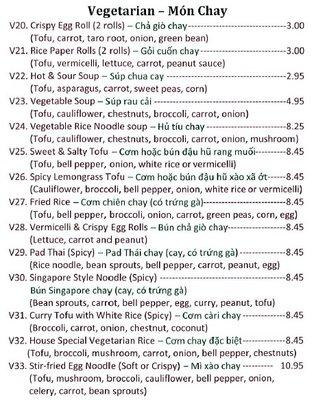 Vegetarian – Món Chay
V20. Crispy Egg Roll (2 rolls) – Chả giò chay----------3.00
(Tofu, carrot, taro root, onion, green bean)
V21. Rice Paper Rolls (2 rolls) – Gỏi cuốn chay----------3.00
(Tofu, vermicelli, lettuce, carrot, peanut sauce)
V22. Hot & Sour Soup – Súp chua cay ----------2.95
(Tofu, asparagus, carrot, sweet peas, corn)
V23. Vegetable Soup – Súp rau cải ----------4.95
(Tofu, cauliflower, chestnuts, broccoli, carrot, onion)
V24. Vegetable Rice Noodle soup – Hủ tíu chay ----------8.25
(Tofu, cauliflower, chestnuts, broccoli, carrot, onion, mushroom)
V25. Sweet & Salty Tofu – Cơm hoặc bún đậu hũ rang muối----------8.45
(Tofu, bell pepper, onion, white rice or vermicelli)
V26. Spicy Lemongrass Tofu – Cơm hoặc bún đậu hũ xào xả ớt----------8.45
(Cauliflower, broccoli, bell pepper, onion, white rice or vermicelli)
V27. Fried Rice – Cơm chiên chay (có trứng gà)----------8.45
(Tofu, bell pepper, broccoli, onion, carrot, green peas, corn, egg)
V28. Vermicelli & Crispy Egg Rolls – Bún chả giò chay----------8.45
(Lettuce, carrot and peanut)
V29. Pad Thai (Spicy) – Pad Thái chay (cay, có trứng gà)----------8.45
(Rice noodle, bean sprouts, bell pepper, carrot, peanut, egg)
V30. Singapore Style Noodle (Spicy) ----------8.45
Bún Singapore chay (cay, có trứng gà)
(Bean sprouts, carrot, bell pepper, egg, curry, peanut, tofu)
V31. Curry Tofu with White Rice (Spicy) – Cơm cà ri chay----------8.45
(Broccoli, carrot, onion, chestnut, coconut)
V32. House Special Vegetarian Rice – Cơm chay đặc biệt----------8.45
(Tofu, broccoli, mushroom, carrot, onion, bell pepper, chestnuts)
V33. Stir-fried Egg Noodle (Soft or Crispy) – Mì xào chay ---------- 10.95
(Tofu, mushroom, broccoli, cauliflower, bell pepper, onion,
celery, carrot, bean sprouts)